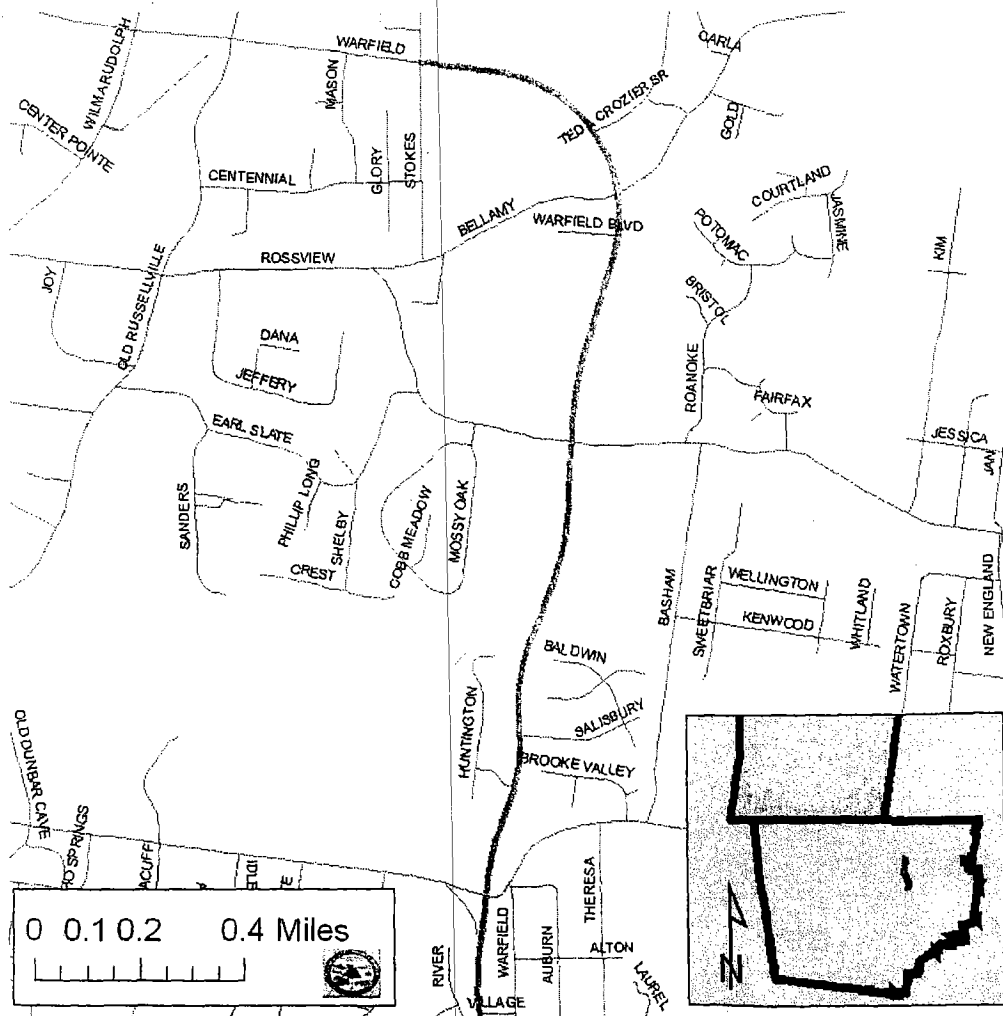 WARFIELD
CARLA
WILMARUDOLPH
MASON
TED A CROZIER SR
GOLD
CENTER POINTE
GLORY
STOKES
CENTENNIAL
COURTLAND
JASMINE
BELLAMY
WARFIELD BLVD
POTOMAC
KIM
ROSSVIEW
JOY
OLD RUSSELLVILLE
BRISTOL
DANA
JEFFERY
ROANOKE
FAIRFAX
EARL SLATE
JESSICA
JAN
PHILLIP LONG
SANDERS
SHELBY
COBB MEADOW
MOSSY OAK
CREST
BASHAM
SWEETBRIAR
WELLINGTON
KENWOOD
WHITLAND
WATERTOWN
ROXBURY
NEW ENGLAND
BALDWIN
HUNTINGTON
SALISBURY
BROOKE VALLEY
OLD DUNBAR CAVE
HO SPRINGS
ACUFF
IDLE
THERESA
0 0.1 0.2 0.4 Miles
RIVER
WARFIELD
AUBURN
ALTON
LAUREL
VILLAGE
N